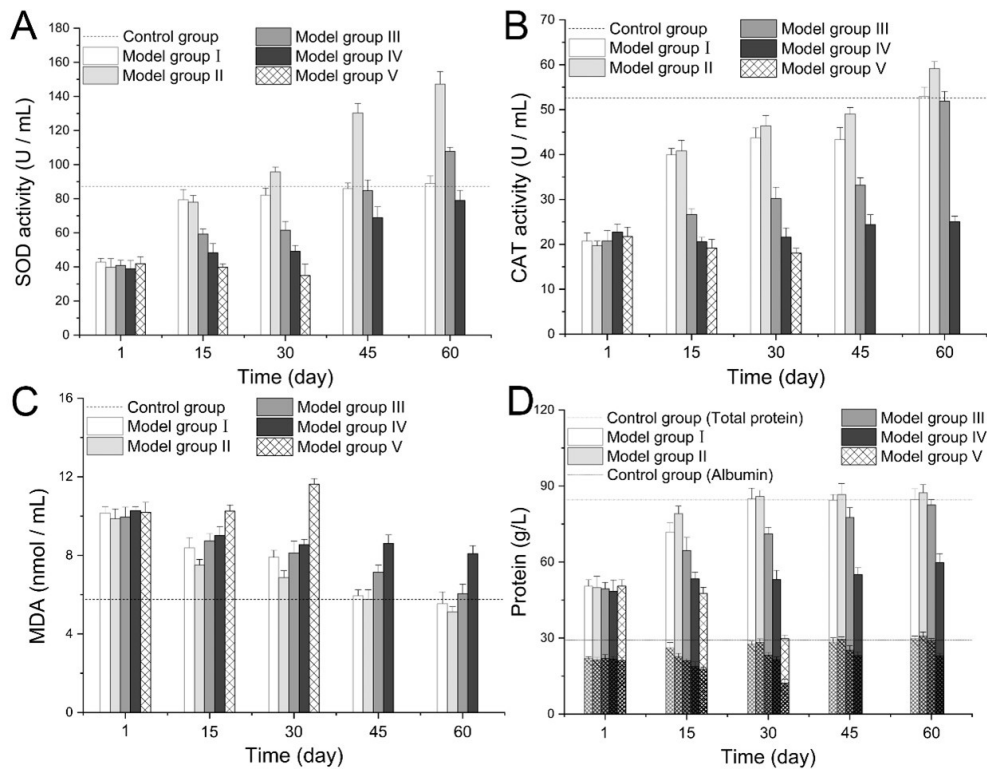 A
Control group
Model group I
Model group II
Model group III
Model group IV
Model group V
SOD activity (U / mL)
180
160
140
120
100
80
60
40
20
0
1 15 30 45 60
Time (day)
B
Control group
Model group I
Model group II
Model group III
Model group IV
Model group V
CAT activity (U / mL)
70
60
50
40
30
20
10
0
1 15 30 45 60
Time (day)
C
Control group
Model group I
Model group II
Model group III
Model group IV
Model group V
MDA (nmol / mL)
16
12
8
4
0
1 15 30 45 60
Time (day)
D
Control group (Total protein)
Model group I
Model group II
Control group (Albumin)
Model group III
Model group IV
Model group V
Protein (g/L)
120
90
60
30
0
1 15 30 45 60
Time (day)